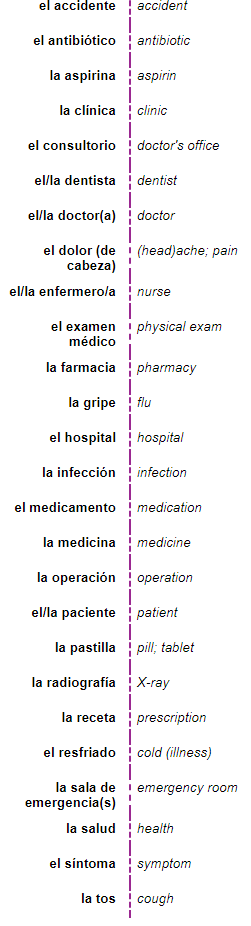 el accidente accident
el antibiótico antibiotic
la aspirina aspirin
la clínica clinic
el consultorio doctor's office
el/la dentista dentist
el/la doctor(a) doctor
el dolor (de (head)ache; pain
cabeza)
el/la enfermero/a nurse
el examen physical exam
médico
la farmacia pharmacy
la gripe flu
el hospital hospital
la infección infection
el medicamento medication
la medicina medicine
la operación operation
el/la paciente patient
la pastilla pill; tablet
la radiografía X-ray
la receta prescription
el resfriado cold (illness)
la sala de emergency room
emergencia(s)
la salud health
el síntoma symptom
la tos cough